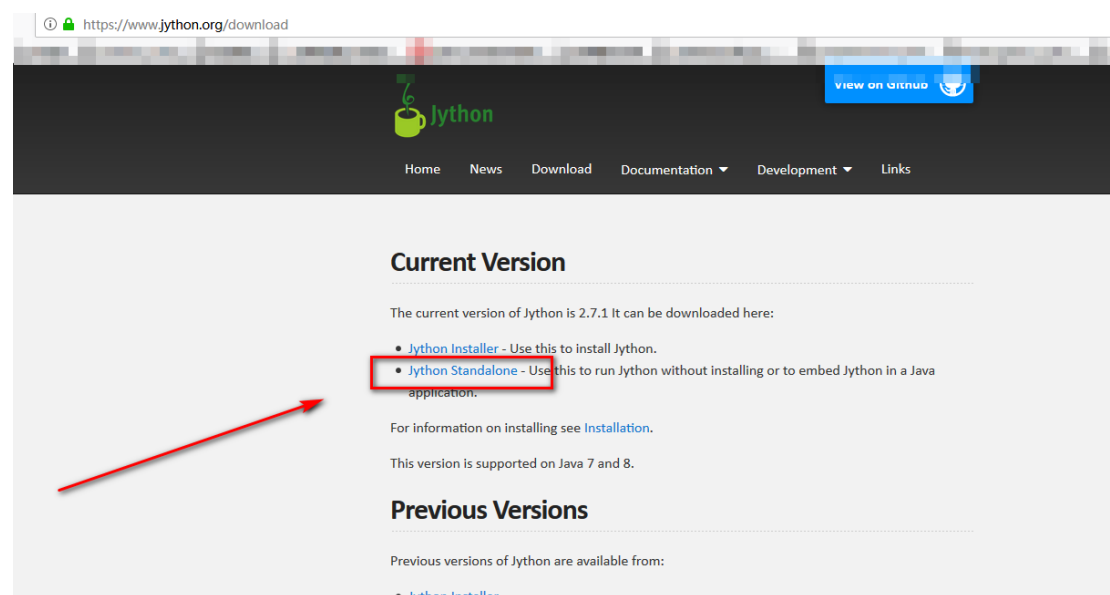 https://www.jython.org/download
View on Github
Jython
Home News Download Documentation Development Links
Current Version
The current version of Jython is 2.7.1 It can be downloaded here:
• Jython Installer - Use this to install Jython.
• Jython Standalone - Use this to run Jython without installing or to embed Jython in a Java
application.
For information on installing see Installation.
This version is supported on Java 7 and 8.
Previous Versions
Previous versions of Jython are available from:
• Jython Installer